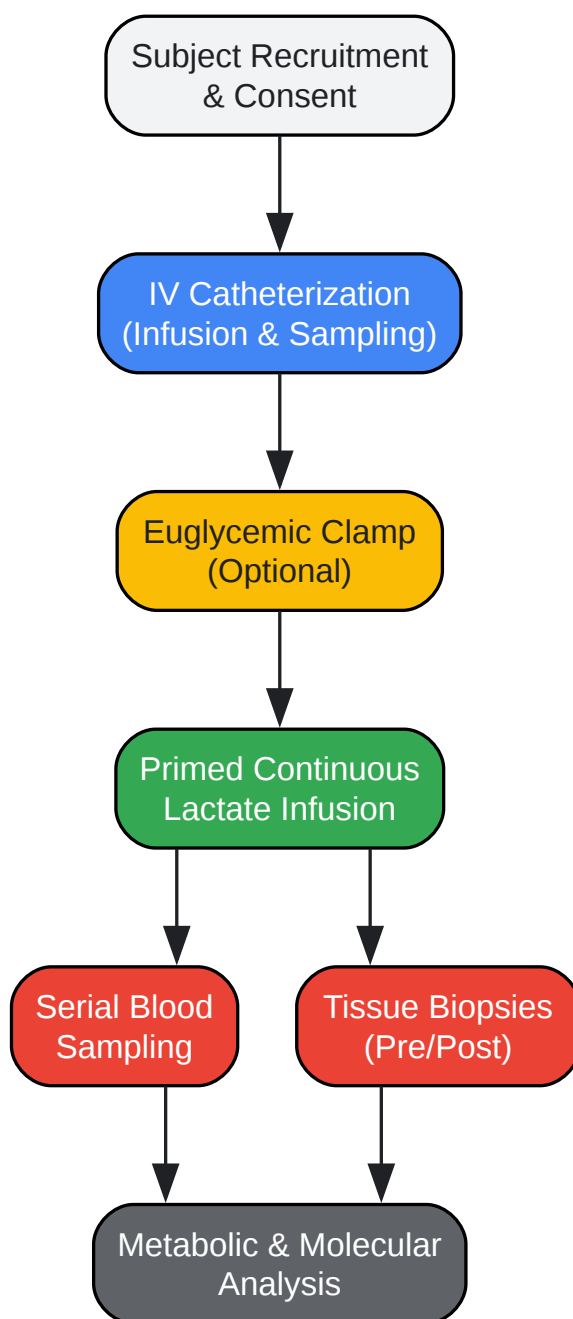 Subject Recruitment
& Consent
IV Catheterization
(Infusion & Sampling)
Euglycemic Clamp
(Optional)
Primed Continuous
Lactate Infusion
Serial Blood
Sampling
Tissue Biopsies
(Pre/Post)
Metabolic & Molecular
Analysis